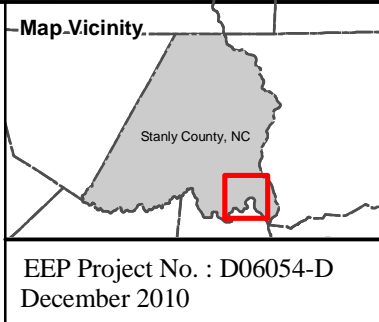 Map Vicinity
Stanly County, NC
EEP Project No. : D06054-D
December 2010